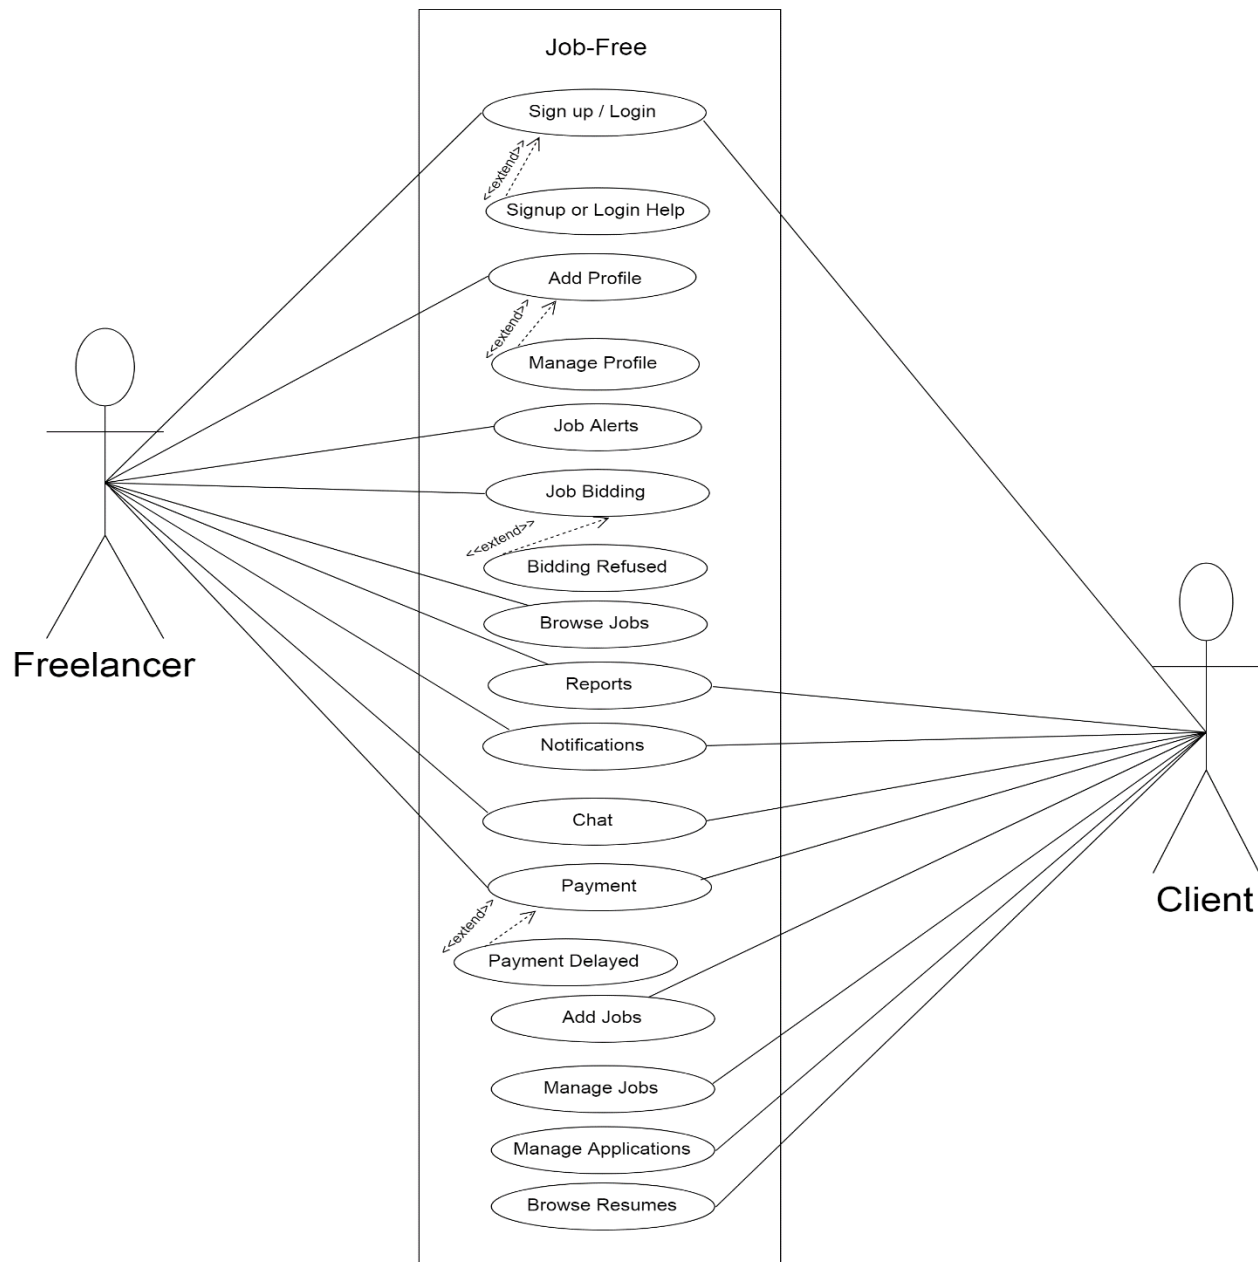 Job-Free
Sign up / Login
<<extend>>
Signup or Login Help
Add Profile
<<extend>>
Manage Profile
Job Alerts
Job Bidding
<<extend>>
Bidding Refused
Browse Jobs
Freelancer
Reports
Notifications
Chat
Payment
Client
<<extend>>
Payment Delayed
Add Jobs
Manage Jobs
Manage Applications
Browse Resumes